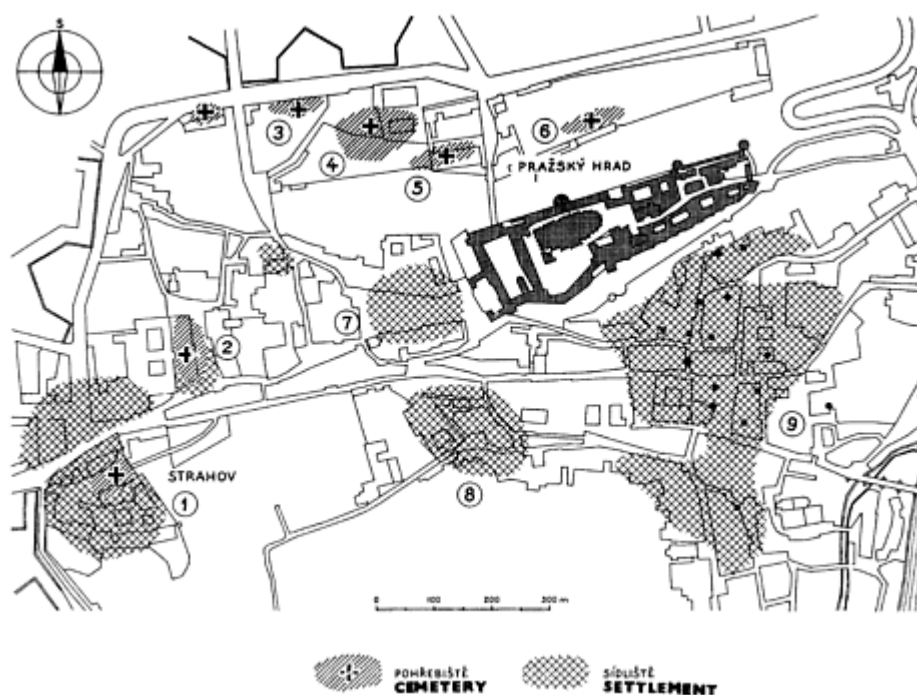 S
3
4
5
6
PRAŽSKÝ HRAD
7
2
STRAHOV
1
8
9
0 100 200 300 m
POHŘEBIŠTĚ
CEMETERY
SÍDLIŠTĚ
SETTLEMENT